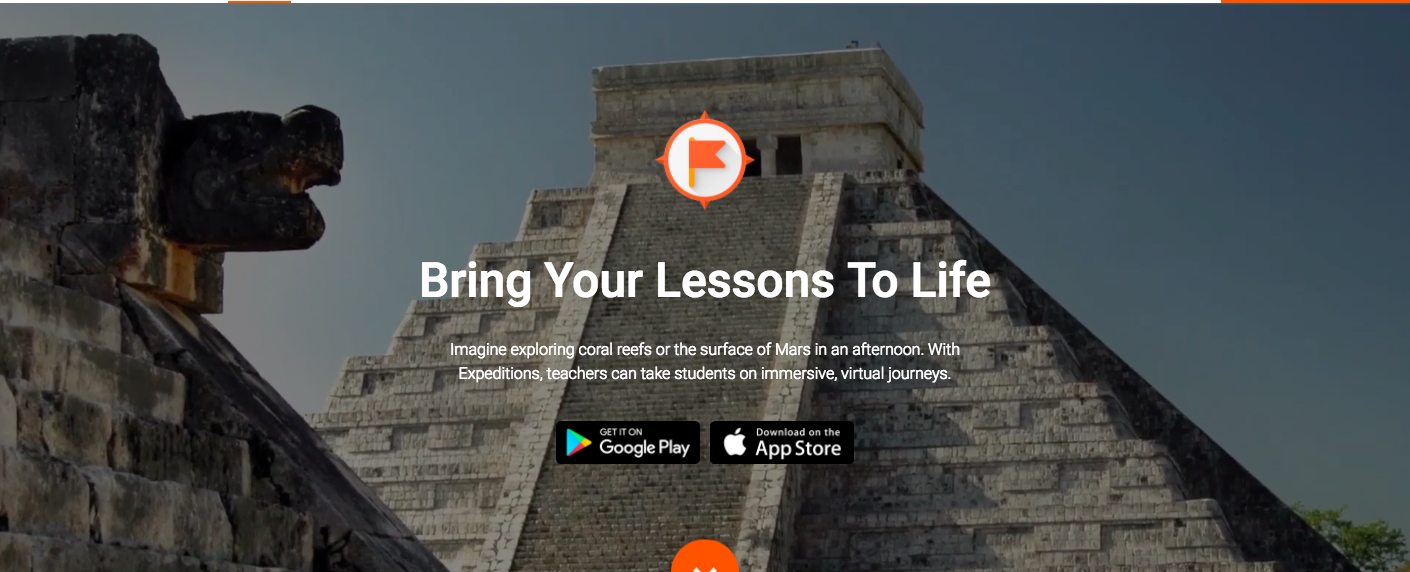 Bring Your Lessons To Life
Imagine exploring coral reefs or the surface of Mars in an afternoon. With
Expeditions, teachers can take students on immersive, virtual journeys.
GET IT ON
Google Play
Download on the
App Store